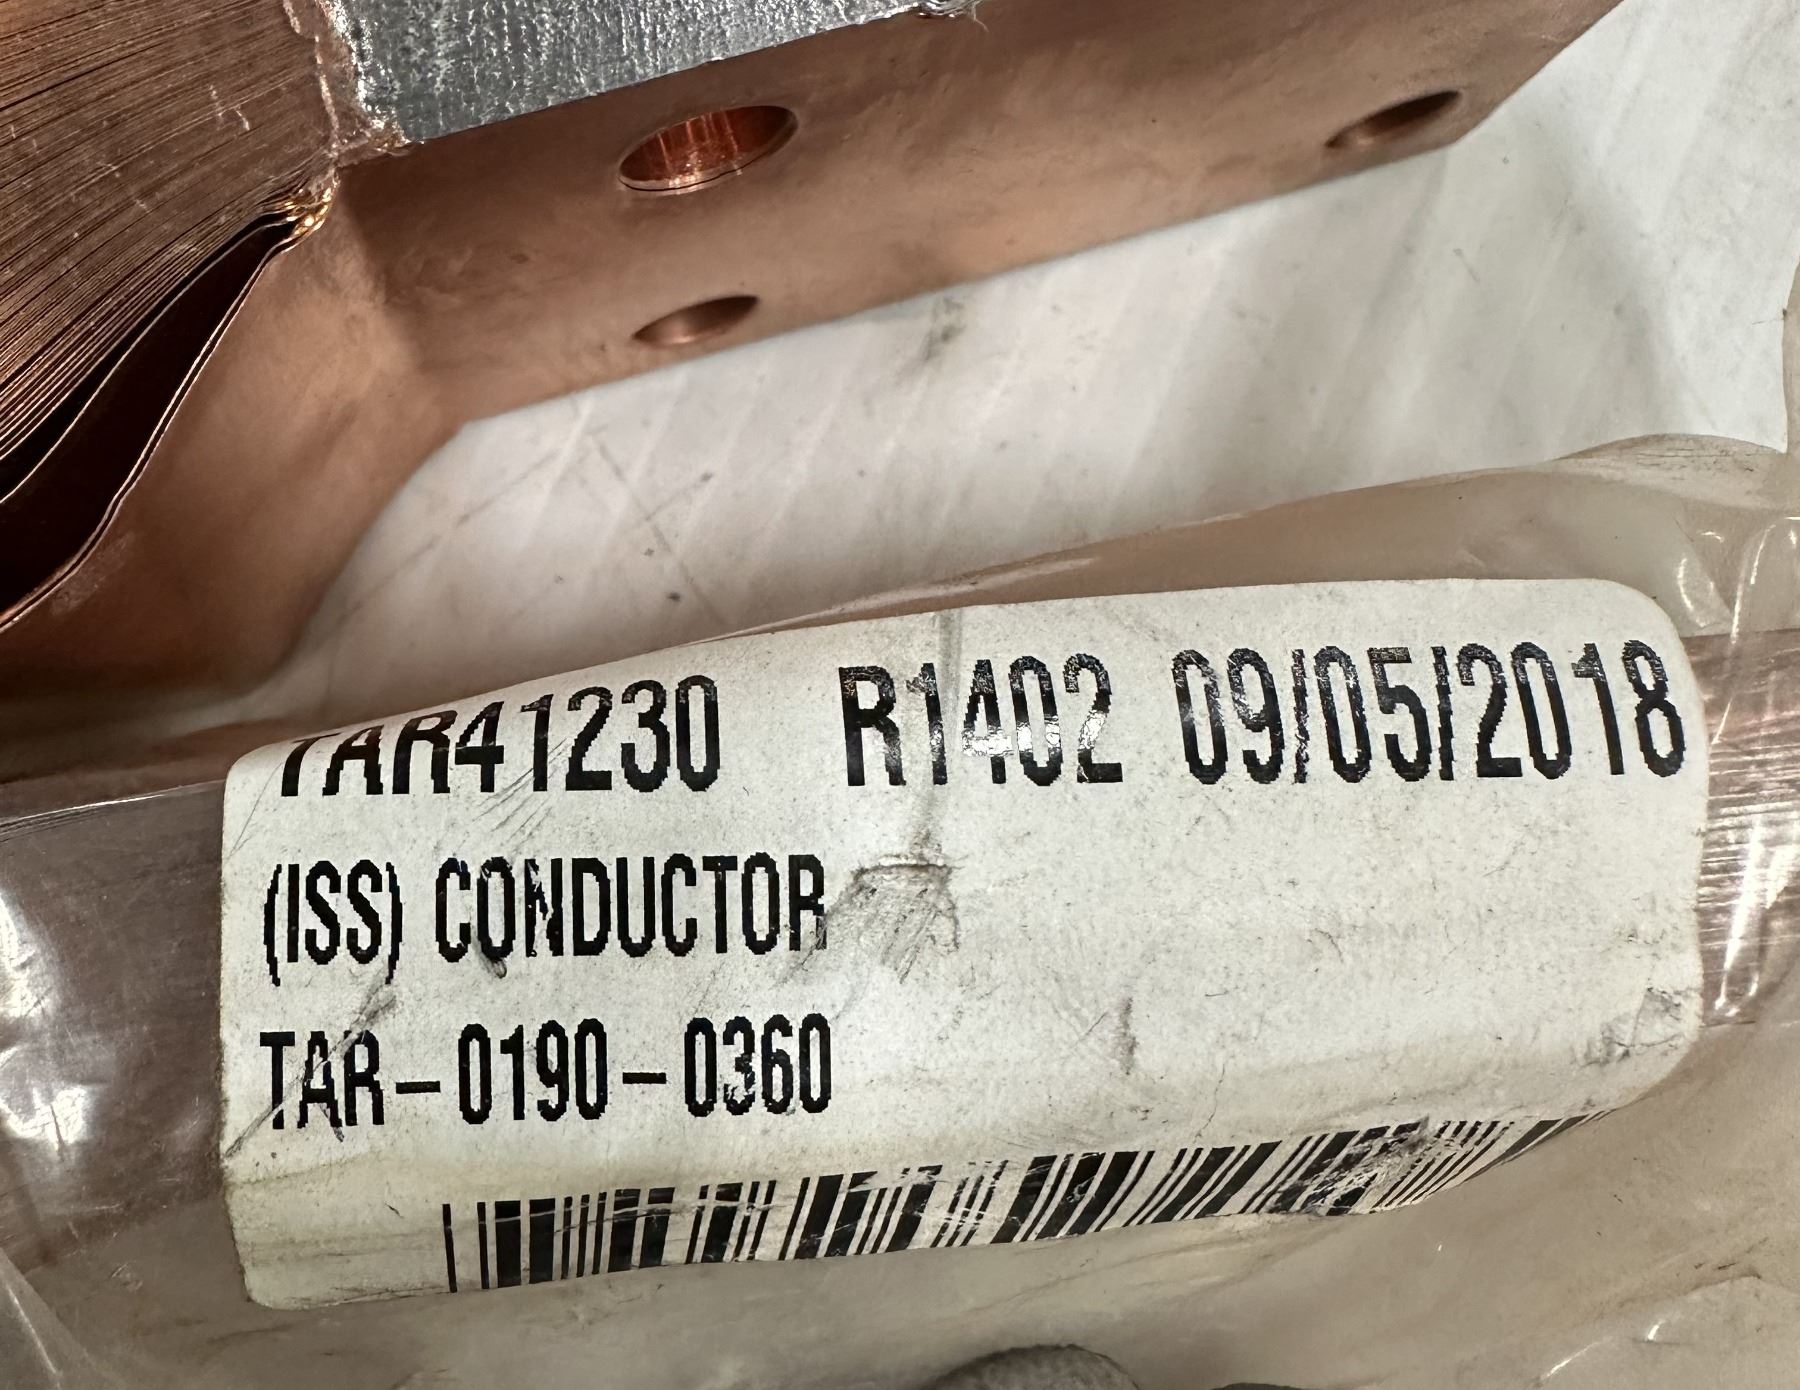 TAR41230 R1402 09/05/2018
(ISS) CONDUCTOR
TAR-0190-0360